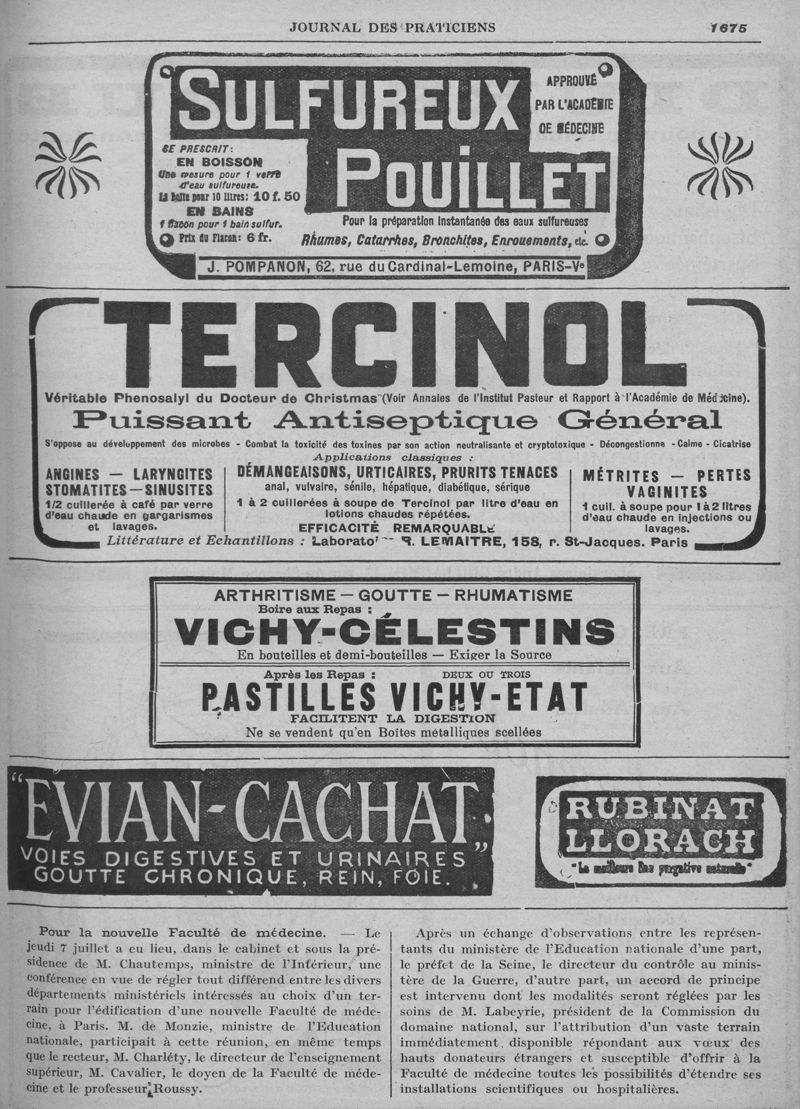 JOURNAL DES PRATICIENS
1675
SULFUREUX
POUILLET
APPROUVÉ
PAR L'ACADÉMIE
DE MÉDECINE
SE PRESCRIT:
EN BOISSON
Une mesure pour 1 verre
d'eau sulfureuse.
La boîte pour 10 litres: 10 f. 50
EN BAINS
1 flacon pour 1 bain sulfur.
Prix du Flacon: 6 fr.
Pour la préparation instantanée des eaux sulfureuses
Rhumes, Catarrhes, Bronchites, Enrouements, etc.
J. POMPANON, 62, rue du Cardinal-Lemoine, PARIS-Ve
TERCINOL
Véritable Phenosalyl du Docteur de Christmas (Voir Annales de l'Institut Pasteur et Rapport à l'Académie de Médecine).
Puissant Antiseptique Général
S'oppose au développement des microbes - Combat la toxicité des toxines par son action neutralisante et cryptotoxique - Décongestionne - Calme - Cicatrise
Applications classiques :
ANGINES — LARYNGITES
STOMATITES — SINUSITES
1/2 cuillerée à café par verre
d'eau chaude en gargarismes
et lavages.
DÉMANGEAISONS, URTICAIRES, PRURITS TENACES
anal, vulvaire, sénile, hépatique, diabétique, sérique
1 à 2 cuillerées à soupe de Tercinol par litre d'eau en
lotions chaudes répétées.
EFFICACITÉ REMARQUABLE
MÉTRITES — PERTES
VAGINITES
1 cuil. à soupe pour 1 à 2 litres
d'eau chaude en injections ou
lavages.
Littérature et Echantillons : Laborato R. LEMAITRE, 158, r. St-Jacques. Paris
ARTHRITISME — GOUTTE — RHUMATISME
Boire aux Repas :
VICHY-CÉLESTINS
En bouteilles et demi-bouteilles — Exiger la Source
Après les Repas : DEUX OU TROIS
PASTILLES VICHY-ETAT
FACILITENT LA DIGESTION
Ne se vendent qu'en Boîtes métalliques scellées
"EVIAN-CACHAT"
VOIES DIGESTIVES ET URINAIRES
GOUTTE CHRONIQUE, REIN, FOIE.
RUBINAT
LLORACH
"La meilleure Eau purgative naturelle"
Pour la nouvelle Faculté de médecine. — Le
jeudi 7 juillet a eu lieu, dans le cabinet et sous la pré-
sidence de M. Chautemps, ministre de l'Intérieur, une
conférence en vue de régler tout différend entre les divers
départements ministériels intéressés au choix d'un ter-
rain pour l'édification d'une nouvelle Faculté de méde-
cine, à Paris. M. de Monzie, ministre de l'Education
nationale, participait à cette réunion, en même temps
que le recteur, M. Charléty, le directeur de l'enseignement
supérieur, M. Cavalier, le doyen de la Faculté de méde-
cine et le professeur Roussy.
Après un échange d'observations entre les représen-
tants du ministère de l'Education nationale d'une part,
le préfet de la Seine, le directeur du contrôle au minis-
tère de la Guerre, d'autre part, un accord de principe
est intervenu dont les modalités seront réglées par les
soins de M. Labeyrie, président de la Commission du
domaine national, sur l'attribution d'un vaste terrain
immédiatement disponible répondant aux vœux des
hauts donateurs étrangers et susceptible d'offrir à la
Faculté de médecine toutes les possibilités d'étendre ses
installations scientifiques ou hospitalières.